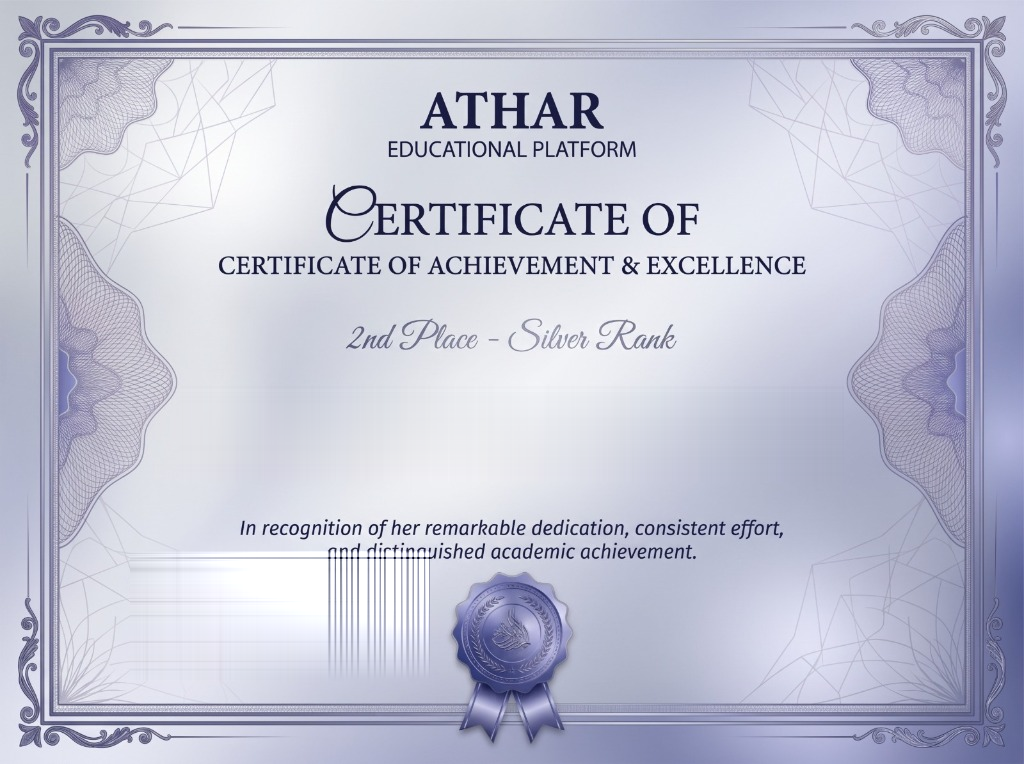 ATHAR
EDUCATIONAL PLATFORM
CERTIFICATE OF
CERTIFICATE OF ACHIEVEMENT & EXCELLENCE
2nd Place - Silver Rank
In recognition of her remarkable dedication, consistent effort,
and distinguished academic achievement.